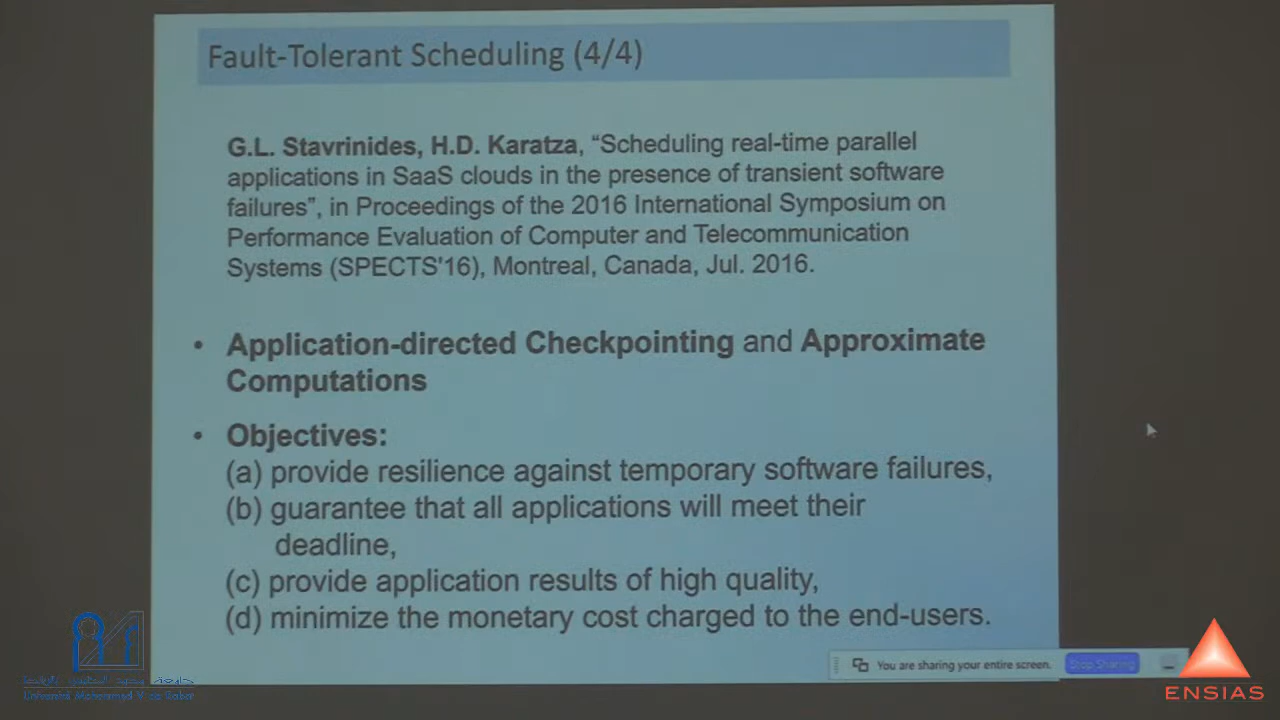 Fault-Tolerant Scheduling (4/4)
G.L. Stavrinides, H.D. Karatza, “Scheduling real-time parallel
applications in SaaS clouds in the presence of transient software
failures”, in Proceedings of the 2016 International Symposium on
Performance Evaluation of Computer and Telecommunication
Systems (SPECTS'16), Montreal, Canada, Jul. 2016.
• Application-directed Checkpointing and Approximate
Computations
• Objectives:
(a) provide resilience against temporary software failures,
(b) guarantee that all applications will meet their
deadline,
(c) provide application results of high quality,
(d) minimize the monetary cost charged to the end-users.
You are sharing your entire screen.
Stop Sharing
Université Mohammed V de Rabat
ENSIAS